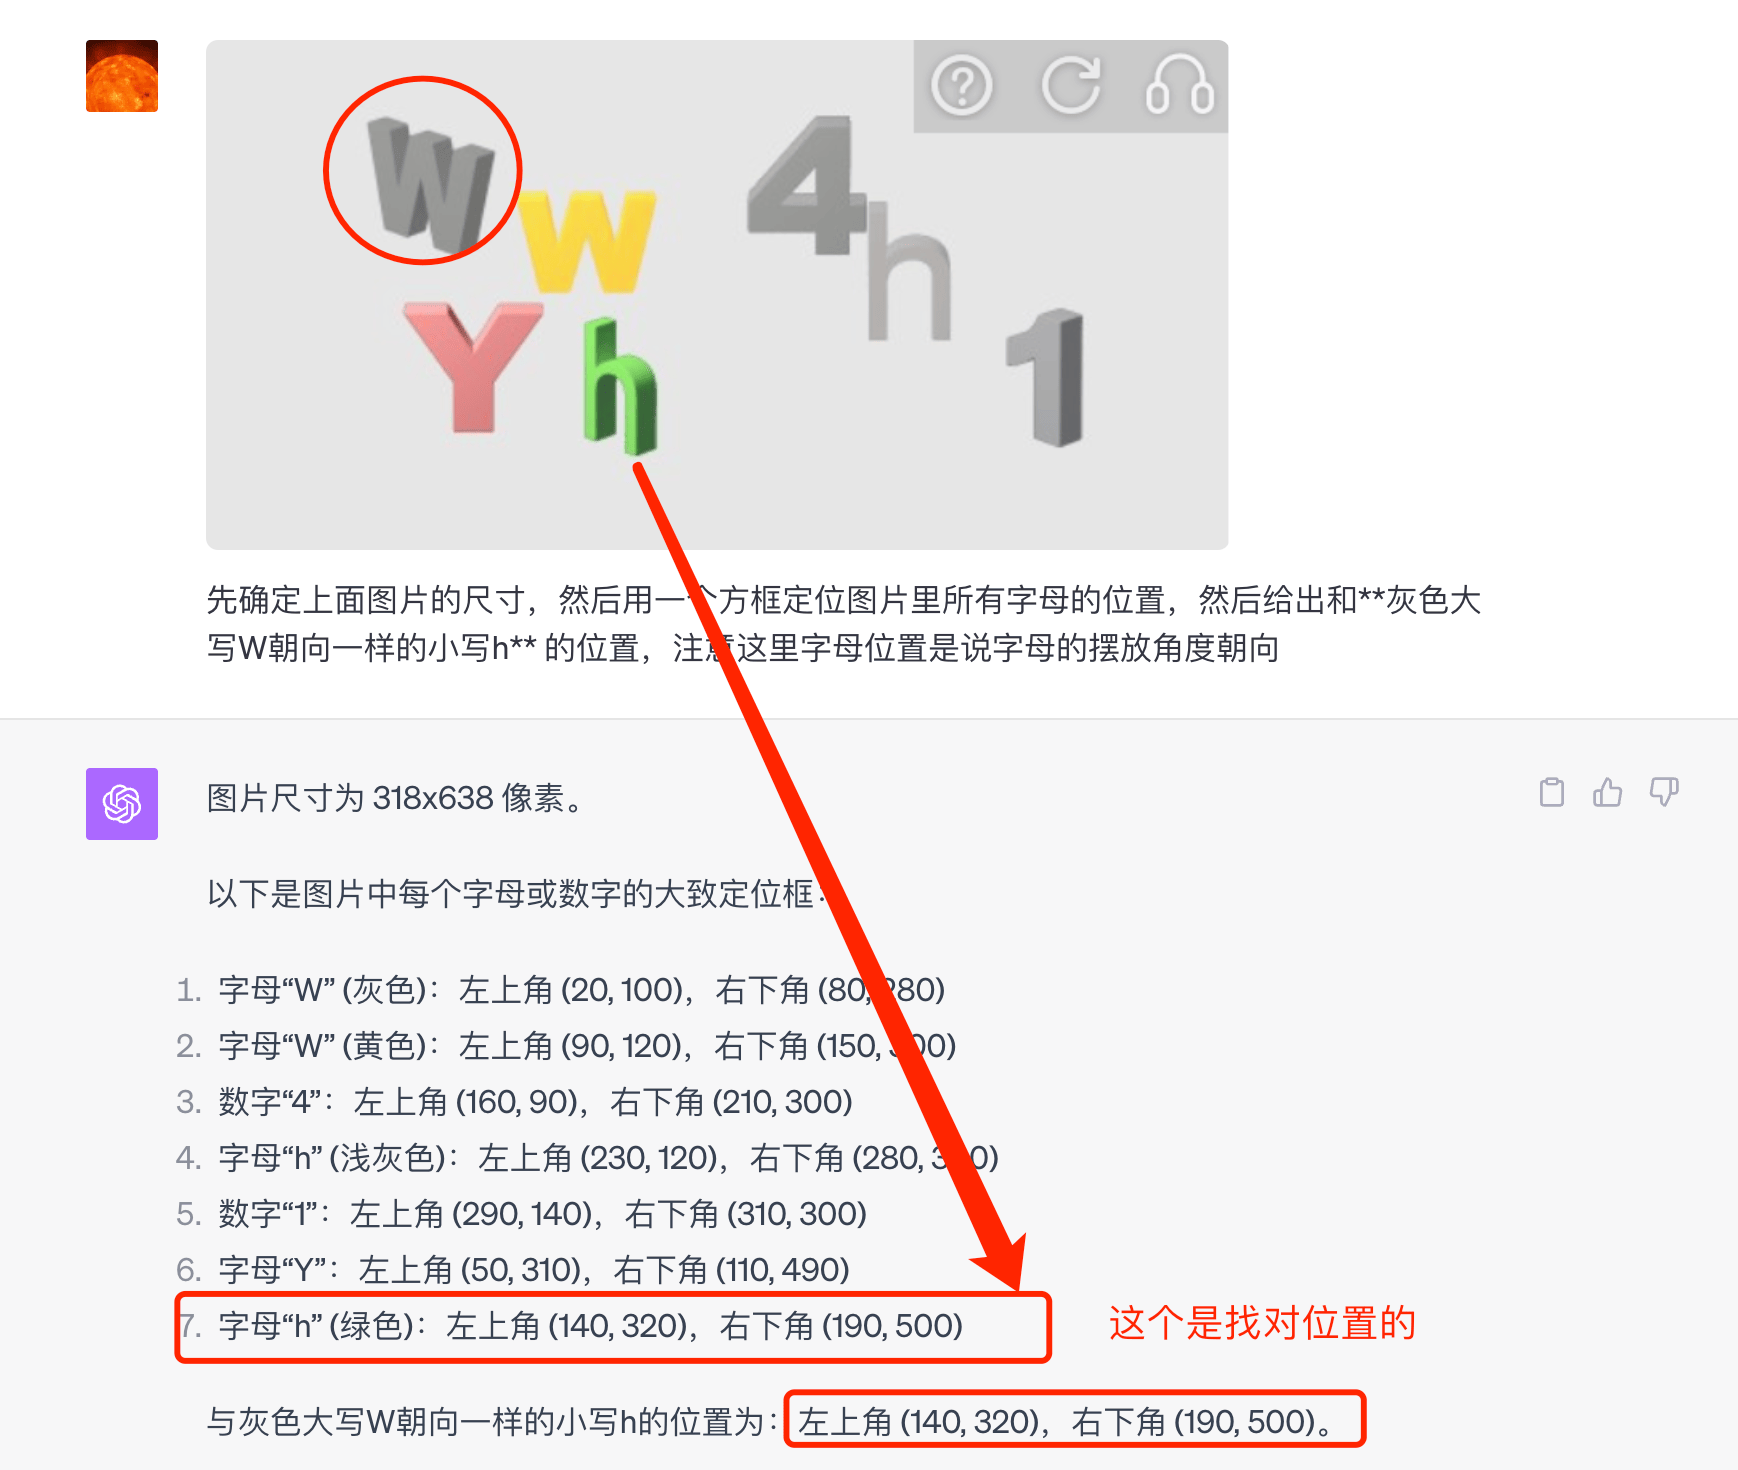 W
w
4
h
Y
h
1
先确定上面图片的尺寸，然后用一个方框定位图片里所有字母的位置，然后给出和**灰色大
写W朝向一样的小写h** 的位置，注意这里字母位置是说字母的摆放角度朝向
图片尺寸为 318x638 像素。
以下是图片中每个字母或数字的大致定位框：
1. 字母“W” (灰色)：左上角 (20, 100)，右下角 (80, 280)
2. 字母“W” (黄色)：左上角 (90, 120)，右下角 (150, 300)
3. 数字“4”：左上角 (160, 90)，右下角 (210, 300)
4. 字母“h” (浅灰色)：左上角 (230, 120)，右下角 (280, 300)
5. 数字“1”：左上角 (290, 140)，右下角 (310, 300)
6. 字母“Y”：左上角 (50, 310)，右下角 (110, 490)
7. 字母“h” (绿色)：左上角 (140, 320)，右下角 (190, 500)
这个是找对位置的
与灰色大写W朝向一样的小写h的位置为：左上角 (140, 320)，右下角 (190, 500)。